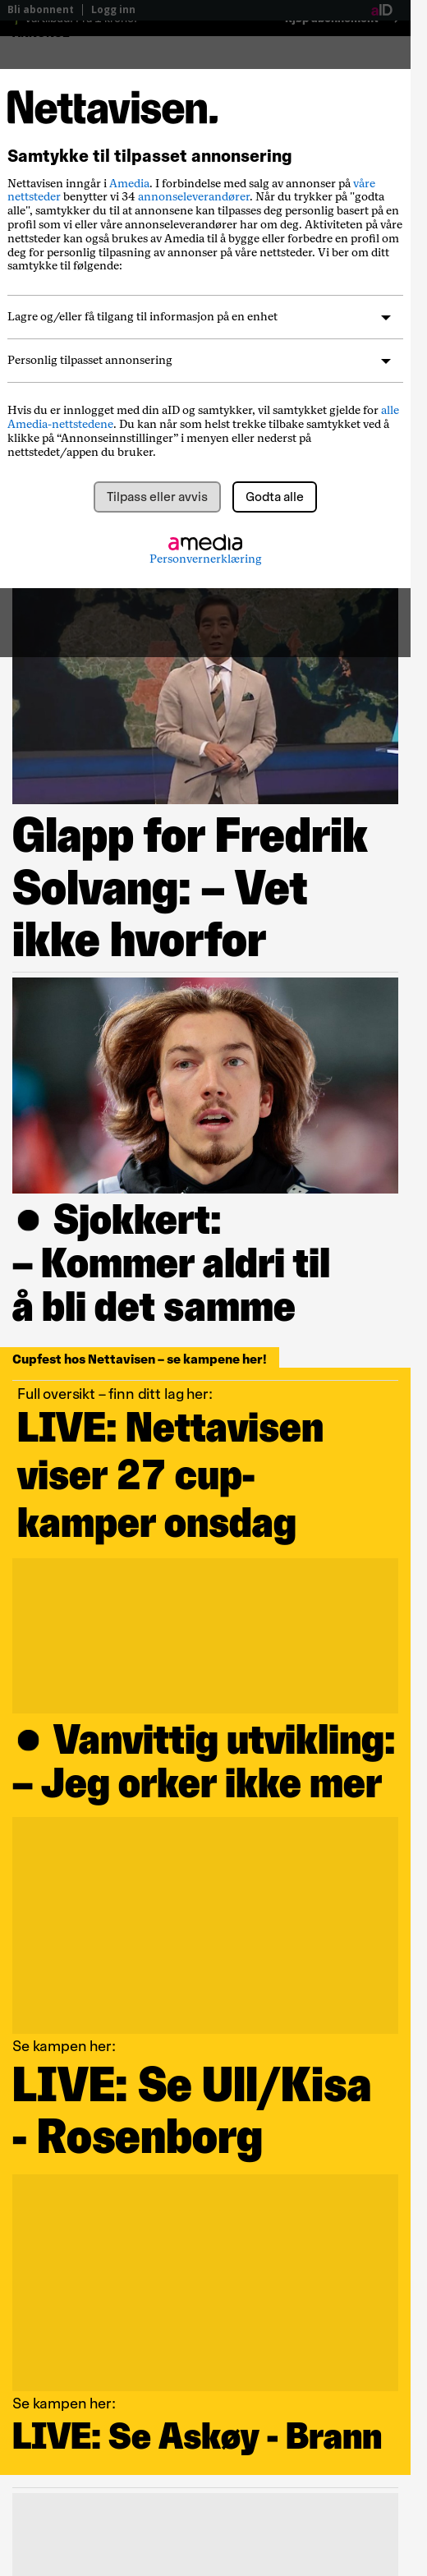 Bli abonnent | Logg inn
aID
Nettavisen.
Samtykke til tilpasset annonsering
Nettavisen inngår i Amedia. I forbindelse med salg av annonser på våre
nettsteder benytter vi 34 annonseleverandører. Når du trykker på "godta
alle", samtykker du til at annonsene kan tilpasses deg personlig basert på en
profil som vi eller våre annonseleverandører har om deg. Aktiviteten på våre
nettsteder kan også brukes av Amedia til å bygge eller forbedre en profil om
deg for personlig tilpasning av annonser på våre nettsteder. Vi ber om ditt
samtykke til følgende:
Lagre og/eller få tilgang til informasjon på en enhet
Personlig tilpasset annonsering
Hvis du er innlogget med din aID og samtykker, vil samtykket gjelde for alle
Amedia-nettstedene. Du kan når som helst trekke tilbake samtykket ved å
klikke på “Annonseinnstillinger” i menyen eller nederst på
nettstedet/appen du bruker.
Tilpass eller avvis
Godta alle
amedia
Personvernerklæring
Glapp for Fredrik
Solvang: – Vet
ikke hvorfor
Sjokkert:
– Kommer aldri til
å bli det samme
Cupfest hos Nettavisen – se kampene her!
Full oversikt – finn ditt lag her:
LIVE: Nettavisen
viser 27 cup-
kamper onsdag
Vanvittig utvikling:
– Jeg orker ikke mer
Se kampen her:
LIVE: Se Ull/Kisa
- Rosenborg
Se kampen her:
LIVE: Se Askøy - Brann